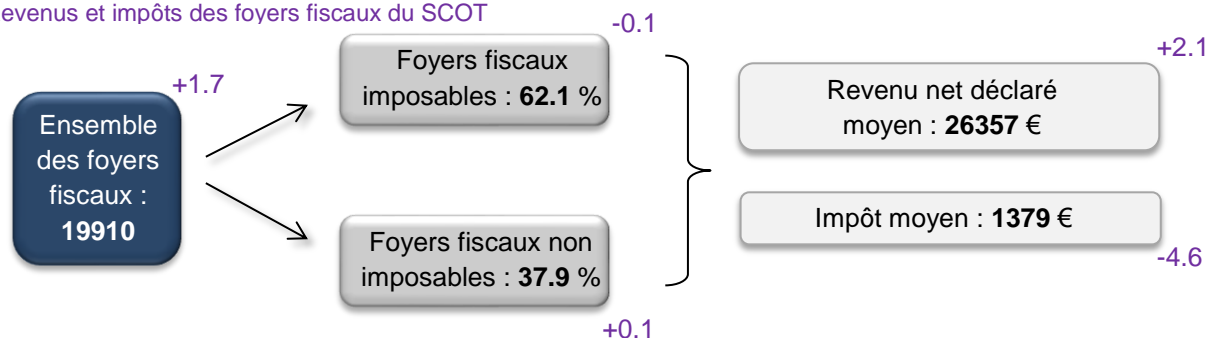 evenus et impôts des foyers fiscaux du SCOT
+1.7
Ensemble
des foyers
fiscaux :
19910
-0.1
Foyers fiscaux
imposables : 62.1 %
Foyers fiscaux non
imposables : 37.9 %
+0.1
+2.1
Revenu net déclaré
moyen : 26357 €
Impôt moyen : 1379 €
-4.6